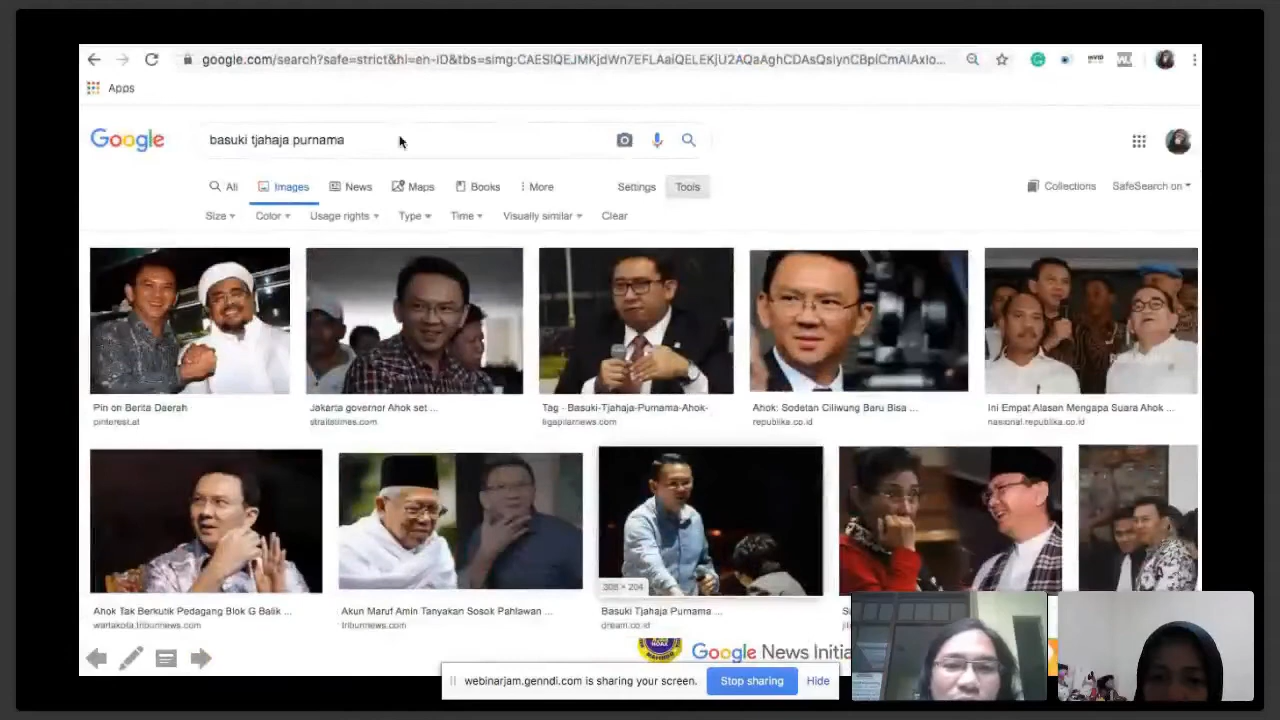 google.com/search?safe=strict&hl=en-ID&tbs=simg:
Apps
Google
basuki tjahaja purnama
All
Images
News
Maps
Books
More
Settings
Tools
Collections
SafeSearch on
Size
Color
Usage rights
Type
Time
Visually similar
Clear
Pin on Berita Daerah
Jakarta governor Ahok set ...
Tag - Basuki-Tjahaja-Purnama-Ahok-
Ahok: Sodetan Ciliwung Baru Bisa ...
Ini Empat Alasan Mengapa Suara Ahok ...
pinterest.at
straitstimes.com
tigapilarnews.com
republika.co.id
nasional.republika.co.id
308 × 204
Ahok Tak Berkutik Pedagang Blok G Balik ...
Akun Maruf Amin Tanyakan Sosok Pahlawan ...
Basuki Tjahaja Purnama ...
wartakota.tribunnews.com
tribunnews.com
dream.co.id
Google News Initia
webinarjam.genndi.com is sharing your screen.
Stop sharing
Hide